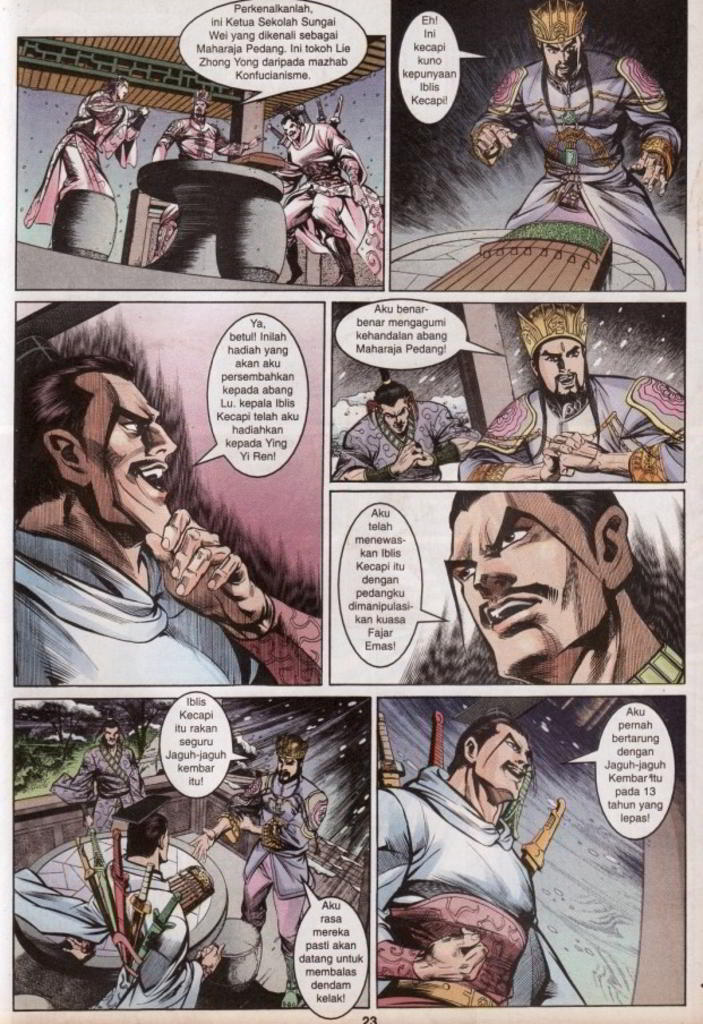 Perkenalkanlah,
ini Ketua Sekolah Sungai
Wei yang dikenali sebagai
Maharaja Pedang. Ini tokoh Lie
Zhong Yong daripada mazhab
Konfucianisme.
Eh!
Ini
kecapi
kuno
kepunyaan
Iblis
Kecapi!
Ya,
betul! Inilah
hadiah yang
akan aku
persembahkan
kepada abang
Lu. kepala Iblis
Kecapi telah aku
hadiahkan
kepada Ying
Yi Ren!
Aku benar-
benar mengagumi
kehandalan abang
Maharaja Pedang!
Aku
telah
menewas-
kan Iblis
Kecapi itu
dengan
pedangku
dimanipulasi-
kan kuasa
Fajar
Emas!
Iblis
Kecapi
itu rakan
seguru
Jaguh-jaguh
kembar
itu!
Aku
rasa
mereka
pasti akan
datang untuk
membalas
dendam
kelak!
Aku
pernah
bertarung
dengan
Jaguh-jaguh
Kembar itu
pada 13
tahun yang
lepas!
23